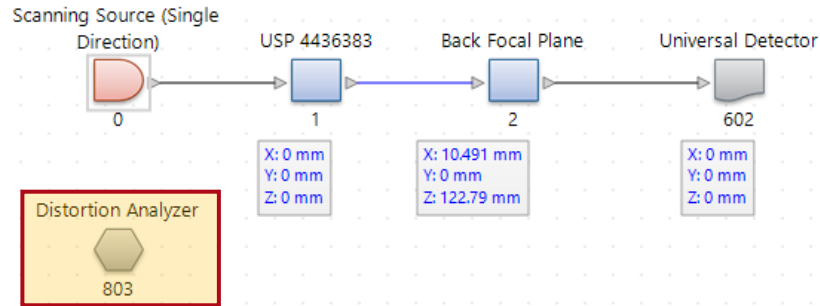 Scanning Source (Single
Direction)
USP 4436383
Back Focal Plane
Universal Detector
0
1
2
602
X: 0 mm
Y: 0 mm
Z: 0 mm
X: 10.491 mm
Y: 0 mm
Z: 122.79 mm
X: 0 mm
Y: 0 mm
Z: 0 mm
Distortion Analyzer
803